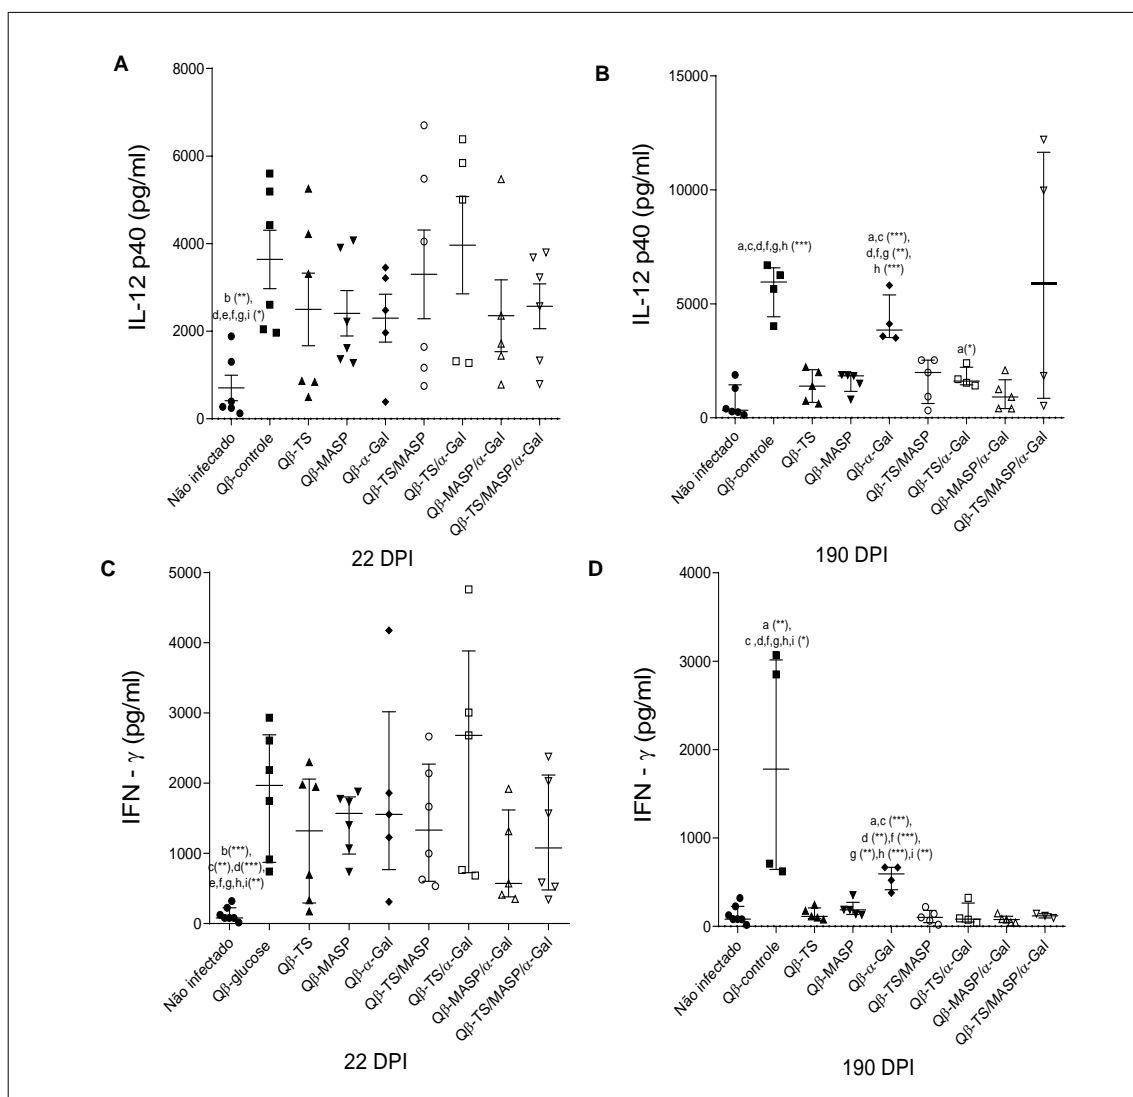 A
IL-12 p40 (pg/ml)
8000
6000
4000
2000
0
b (**),
d,e,f,g,i (*)
Não infectado
Qβ-controle
Qβ-TS
Qβ-MASP
Qβ-α-Gal
Qβ-TS/MASP
Qβ-TS/α-Gal
Qβ-MASP/α-Gal
Qβ-TS/MASP/α-Gal
22 DPI
B
IL-12 p40 (pg/ml)
15000
10000
5000
0
a,c,d,f,g,h (***)
a,c (***),
d,f,g (**),
h (***)
a(*)
Não infectado
Qβ-controle
Qβ-TS
Qβ-MASP
Qβ-α-Gal
Qβ-TS/MASP
Qβ-TS/α-Gal
Qβ-MASP/α-Gal
Qβ-TS/MASP/α-Gal
190 DPI
C
IFN - γ (pg/ml)
5000
4000
3000
2000
1000
0
b(***),
c(**),d(***),
e,f,g,h,i(**)
Não infectado
Qβ-glucose
Qβ-TS
Qβ-MASP
Qβ-α-Gal
Qβ-TS/MASP
Qβ-TS/α-Gal
Qβ-MASP/α-Gal
Qβ-TS/MASP/α-Gal
22 DPI
D
IFN - γ (pg/ml)
4000
3000
2000
1000
0
a (**),
c ,d,f,g,h,i (*)
a,c (***),
d (**),f (***),
g (**),h (***),i (**)
Não infectado
Qβ-controle
Qβ-TS
Qβ-MASP
Qβ-α-Gal
Qβ-TS/MASP
Qβ-TS/α-Gal
Qβ-MASP/α-Gal
Qβ-TS/MASP/α-Gal
190 DPI